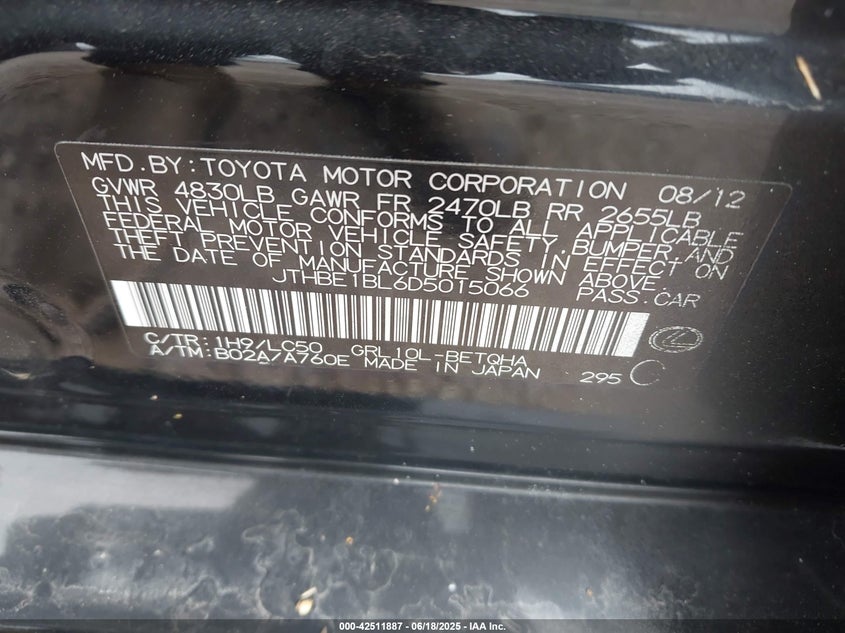 MFD.BY:TOYOTA MOTOR CORPORATION 08/12
GVWR 4830LB GAWR FR 2470LB RR 2655LB
THIS VEHICLE CONFORMS TO ALL APPLICABLE
FEDERAL MOTOR VEHICLE SAFETY,BUMPER,AND
THEFT PREVENTION STANDARDS IN EFFECT ON
THE DATE OF MANUFACTURE SHOWN ABOVE.
JTHBE1BL6D5015066 PASS.CAR
C/TR:1H9/LC50 GRL10L-BETQHA
A/TM:B02A/A760E MADE IN JAPAN 295 C
000-42511887 - 06/18/2025 - IAA Inc.